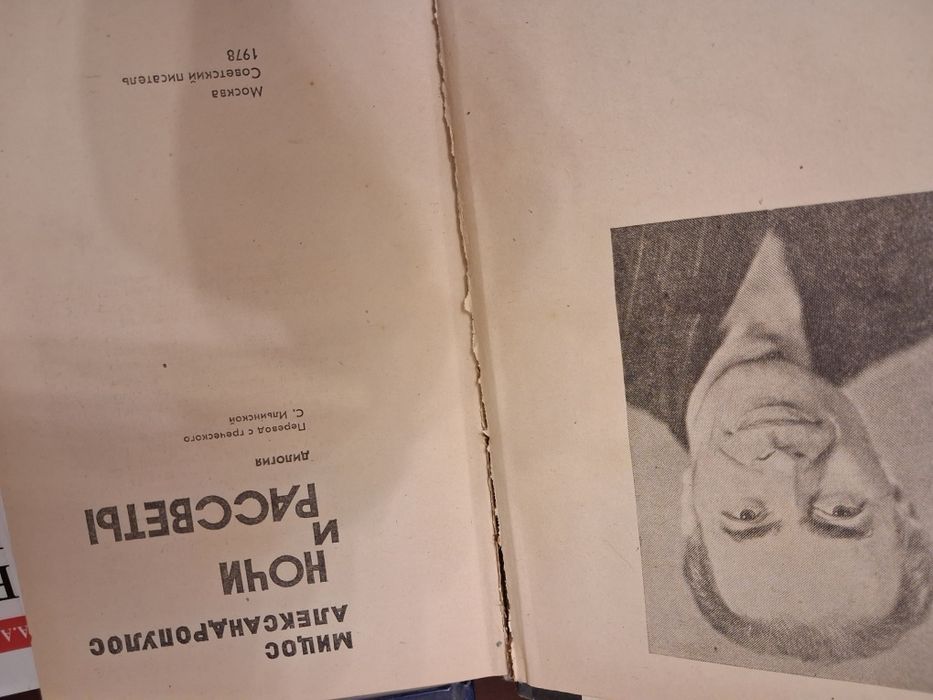 МИЦОС
АЛЕКСАНДРОПУЛОС
НОЧИ
И
РАССВЕТЫ
ДИЛОГИЯ
Перевод с греческого
С. Ильинской
Москва
Советский писатель
1978